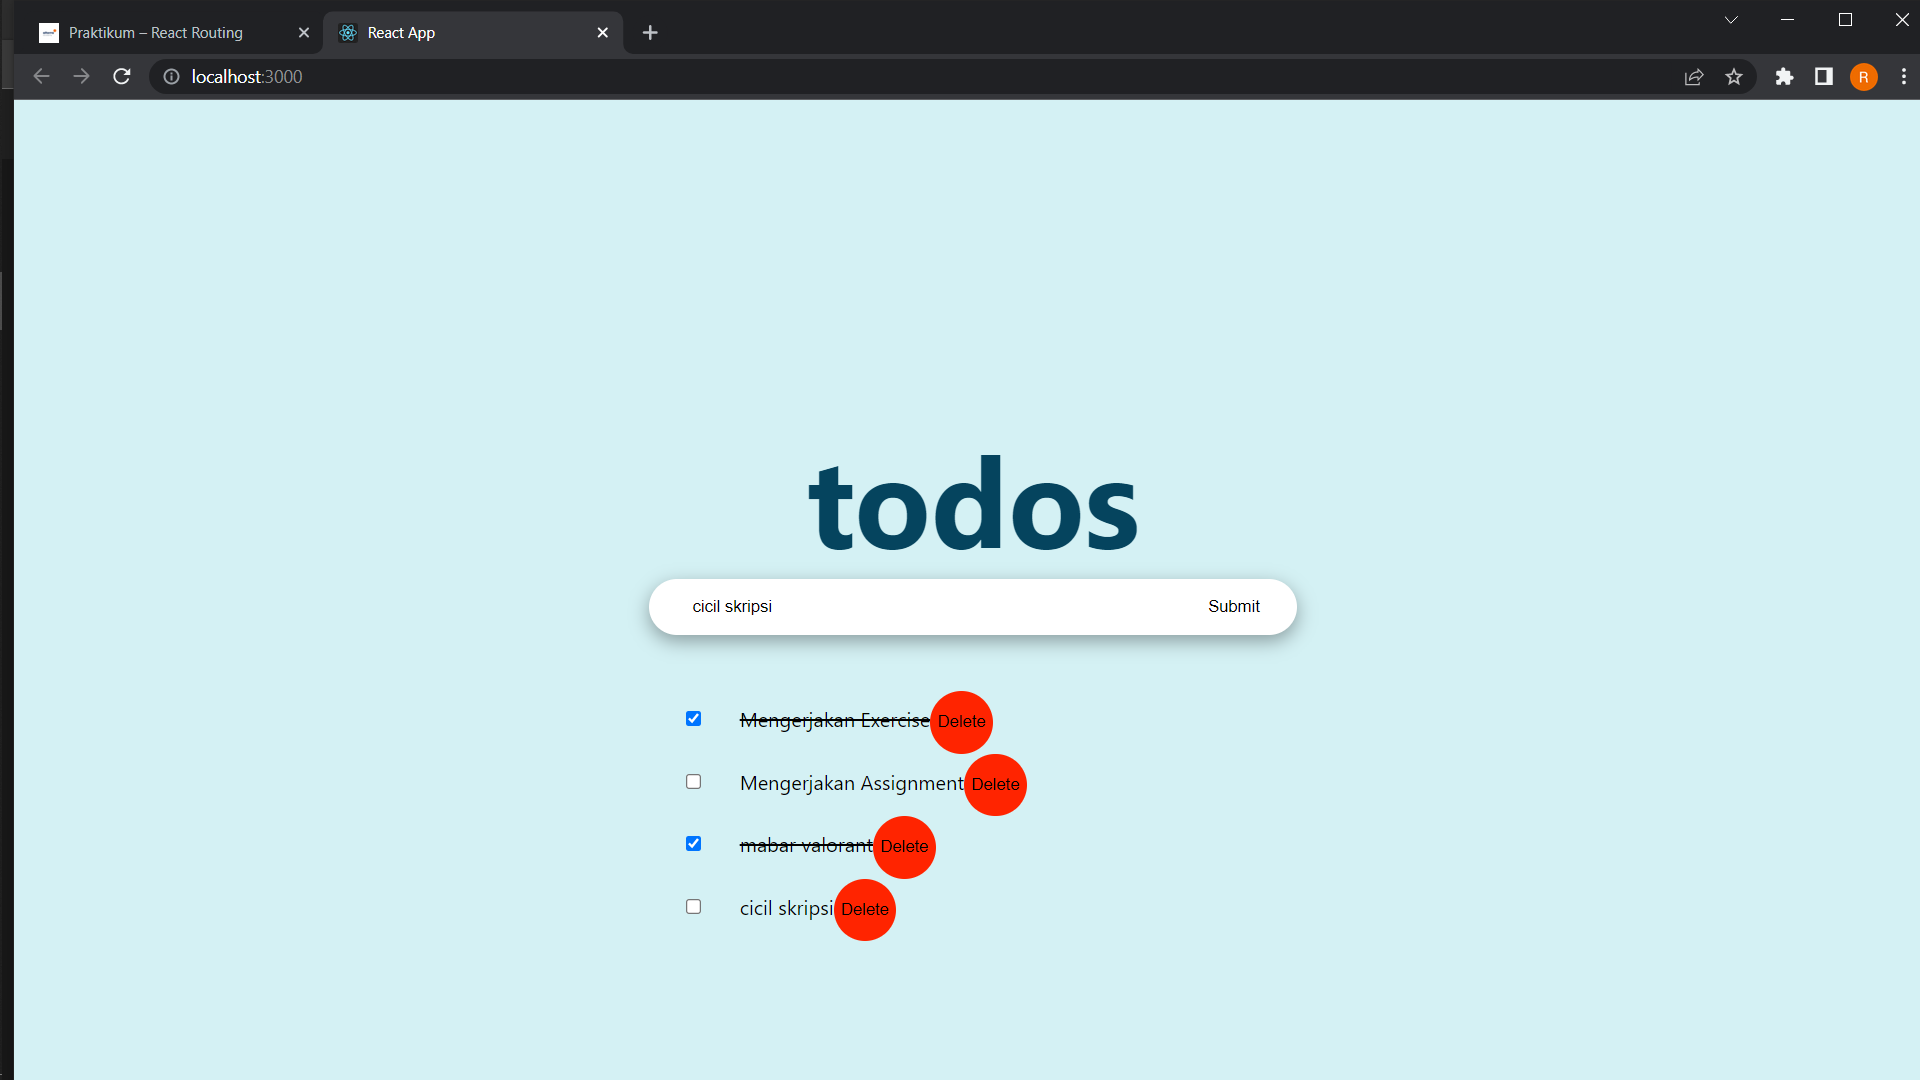 Praktikum – React Routing
React App
localhost:3000
R
todos
cicil skripsi Submit
Mengerjakan Exercise Delete
Mengerjakan Assignment Delete
mabar valorant Delete
cicil skripsi Delete